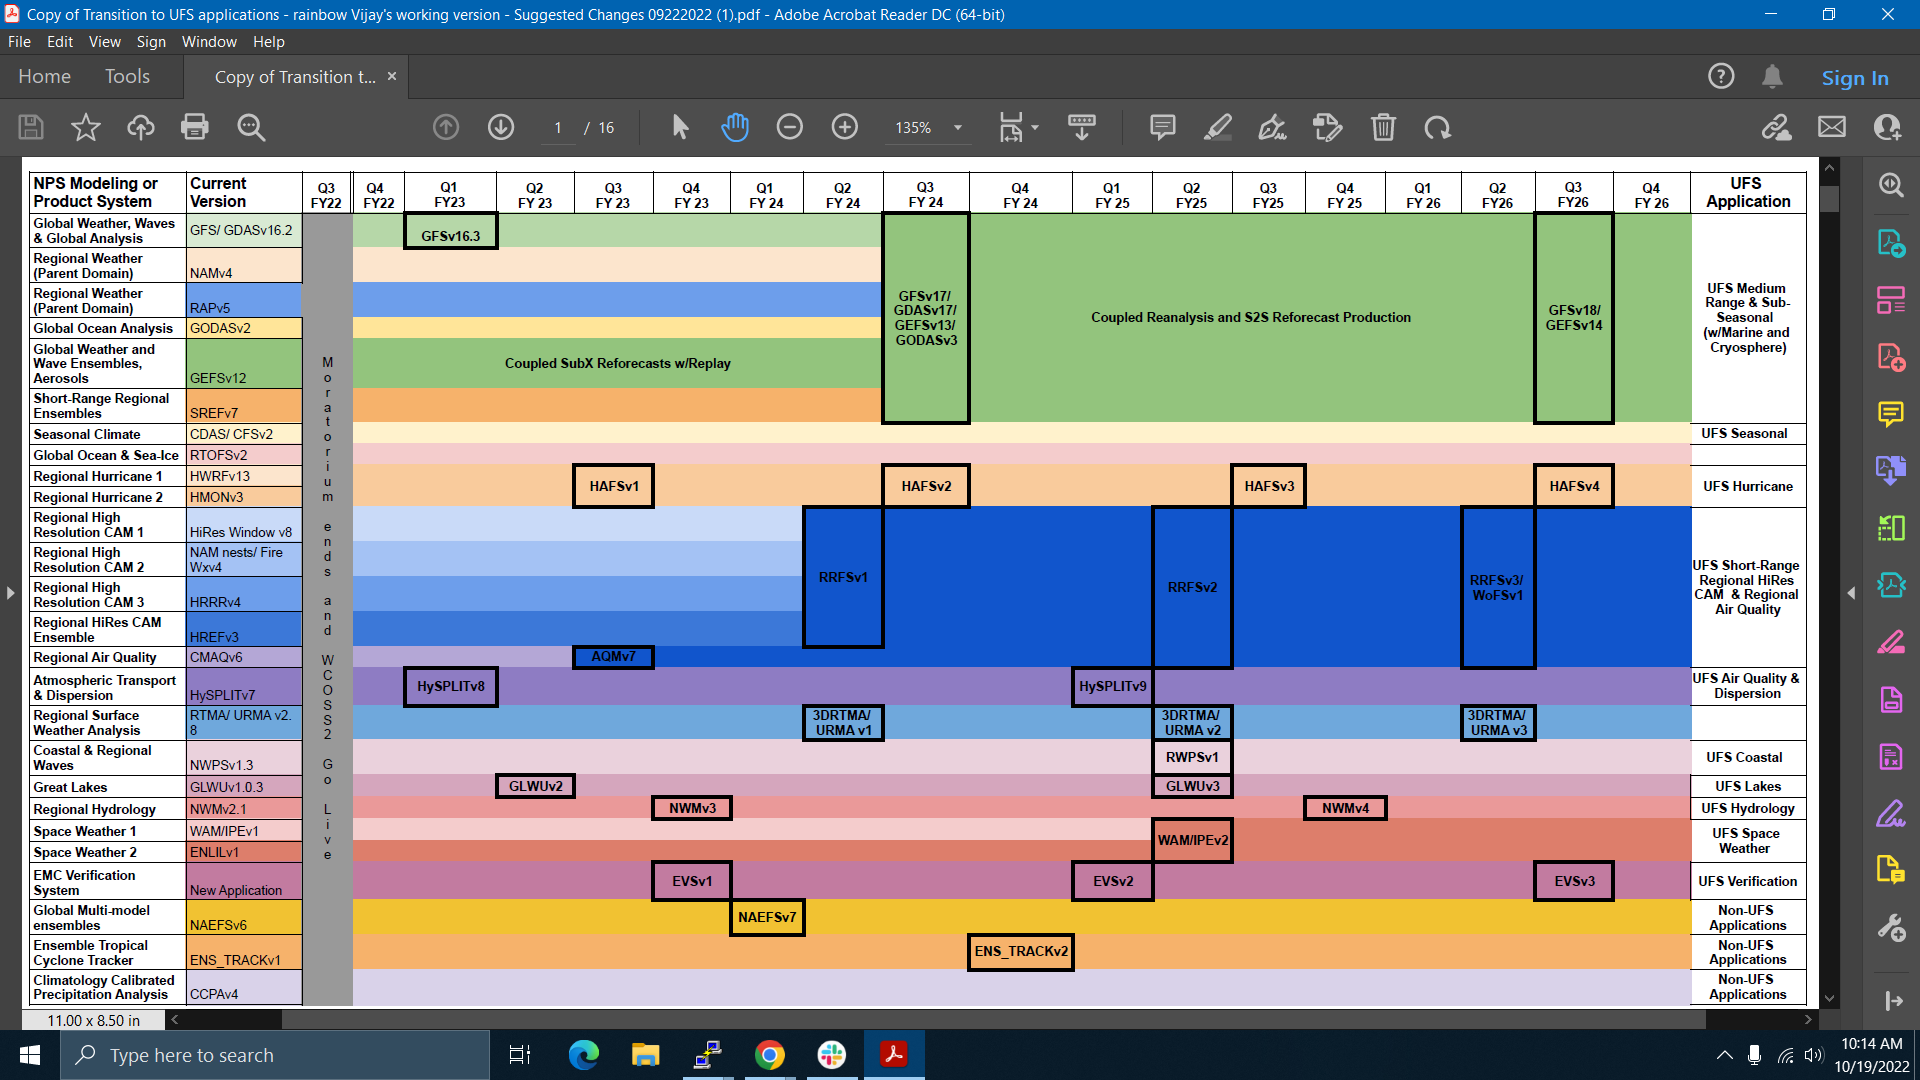 Copy of Transition to UFS applications - rainbow Vijay's working version - Suggested Changes 09222022 (1).pdf - Adobe Acrobat Reader DC (64-bit)
File Edit View Sign Window Help
Home Tools Copy of Transition t... × Sign In
1 / 16 135%
NPS Modeling or
Product System
Current
Version
Q3
FY22
Q4
FY22
Q1
FY23
Q2
FY 23
Q3
FY 23
Q4
FY 23
Q1
FY 24
Q2
FY 24
Q3
FY 24
Q4
FY 24
Q1
FY 25
Q2
FY25
Q3
FY25
Q4
FY 25
Q1
FY 26
Q2
FY26
Q3
FY26
Q4
FY 26
UFS
Application
Moratorium ends and WCOSS2 Go Live
Global Weather, Waves
& Global Analysis
GFS/ GDASv16.2
GFSv16.3
Regional Weather
(Parent Domain)
NAMv4
Regional Weather
(Parent Domain)
RAPv5
Global Ocean Analysis
GODASv2
Global Weather and
Wave Ensembles,
Aerosols
GEFSv12
Coupled SubX Reforecasts w/Replay
GFSv17/
GDASv17/
GEFSv13/
GODASv3
Coupled Reanalysis and S2S Reforecast Production
GFSv18/
GEFSv14
UFS Medium
Range & Sub-
Seasonal
(w/Marine and
Cryosphere)
Short-Range Regional
Ensembles
SREFv7
Seasonal Climate
CDAS/ CFSv2
UFS Seasonal
Global Ocean & Sea-Ice
RTOFSv2
Regional Hurricane 1
HWRFv13
Regional Hurricane 2
HMONv3
HAFSv1
HAFSv2
HAFSv3
HAFSv4
UFS Hurricane
Regional High
Resolution CAM 1
HiRes Window v8
Regional High
Resolution CAM 2
NAM nests/ Fire
Wxv4
Regional High
Resolution CAM 3
HRRRv4
Regional HiRes CAM
Ensemble
HREFv3
RRFSv1
RRFSv2
RRFSv3/
WoFSv1
UFS Short-Range
Regional HiRes
CAM & Regional
Air Quality
Regional Air Quality
CMAQv6
AQMv7
Atmospheric Transport
& Dispersion
HySPLITv7
HySPLITv8
HySPLITv9
UFS Air Quality &
Dispersion
Regional Surface
Weather Analysis
RTMA/ URMA v2.
8
3DRTMA/
URMA v1
3DRTMA/
URMA v2
3DRTMA/
URMA v3
Coastal & Regional
Waves
NWPSv1.3
RWPSv1
UFS Coastal
Great Lakes
GLWUv1.0.3
GLWUv2
GLWUv3
UFS Lakes
Regional Hydrology
NWMv2.1
NWMv3
NWMv4
UFS Hydrology
Space Weather 1
WAM/IPEv1
Space Weather 2
ENLILv1
WAM/IPEv2
UFS Space
Weather
EMC Verification
System
New Application
EVSv1
EVSv2
EVSv3
UFS Verification
Global Multi-model
ensembles
NAEFSv6
NAEFSv7
Non-UFS
Applications
Ensemble Tropical
Cyclone Tracker
ENS_TRACKv1
ENS_TRACKv2
Non-UFS
Applications
Climatology Calibrated
Precipitation Analysis
CCPAv4
Non-UFS
Applications
11.00 x 8.50 in
Type here to search
10:14 AM
10/19/2022